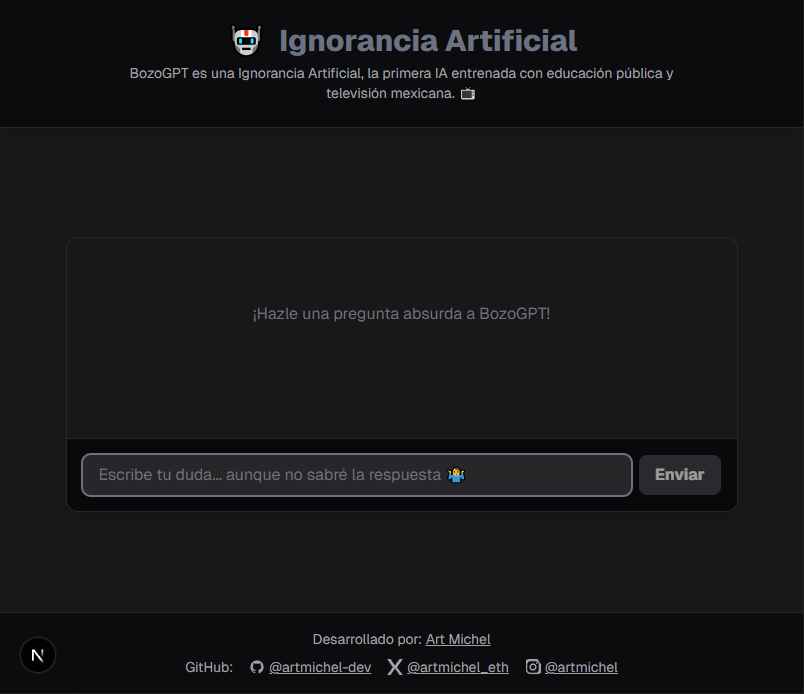 Ignorancia Artificial
BozoGPT es una Ignorancia Artificial, la primera IA entrenada con educación pública y
televisión mexicana. 📺
¡Hazle una pregunta absurda a BozoGPT!
Escribe tu duda... aunque no sabré la respuesta 🤷
Enviar
Desarrollado por: Art Michel
GitHub: @artmichel-dev @artmichel_eth @artmichel
N